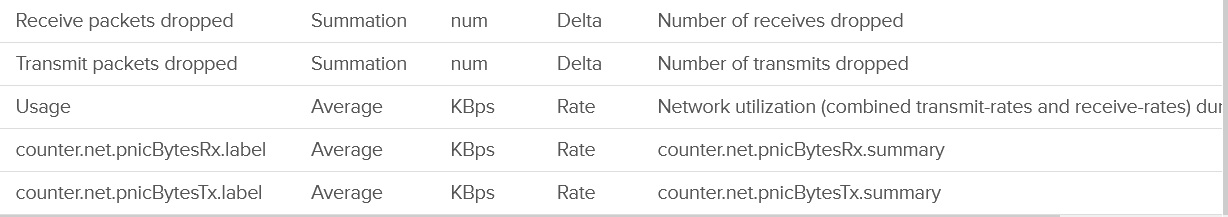 Receive packets dropped Summation num Delta Number of receives dropped
Transmit packets dropped Summation num Delta Number of transmits dropped
Usage Average KBps Rate Network utilization (combined transmit-rates and receive-rates) dur
counter.net.pnicBytesRx.label Average KBps Rate counter.net.pnicBytesRx.summary
counter.net.pnicBytesTx.label Average KBps Rate counter.net.pnicBytesTx.summary